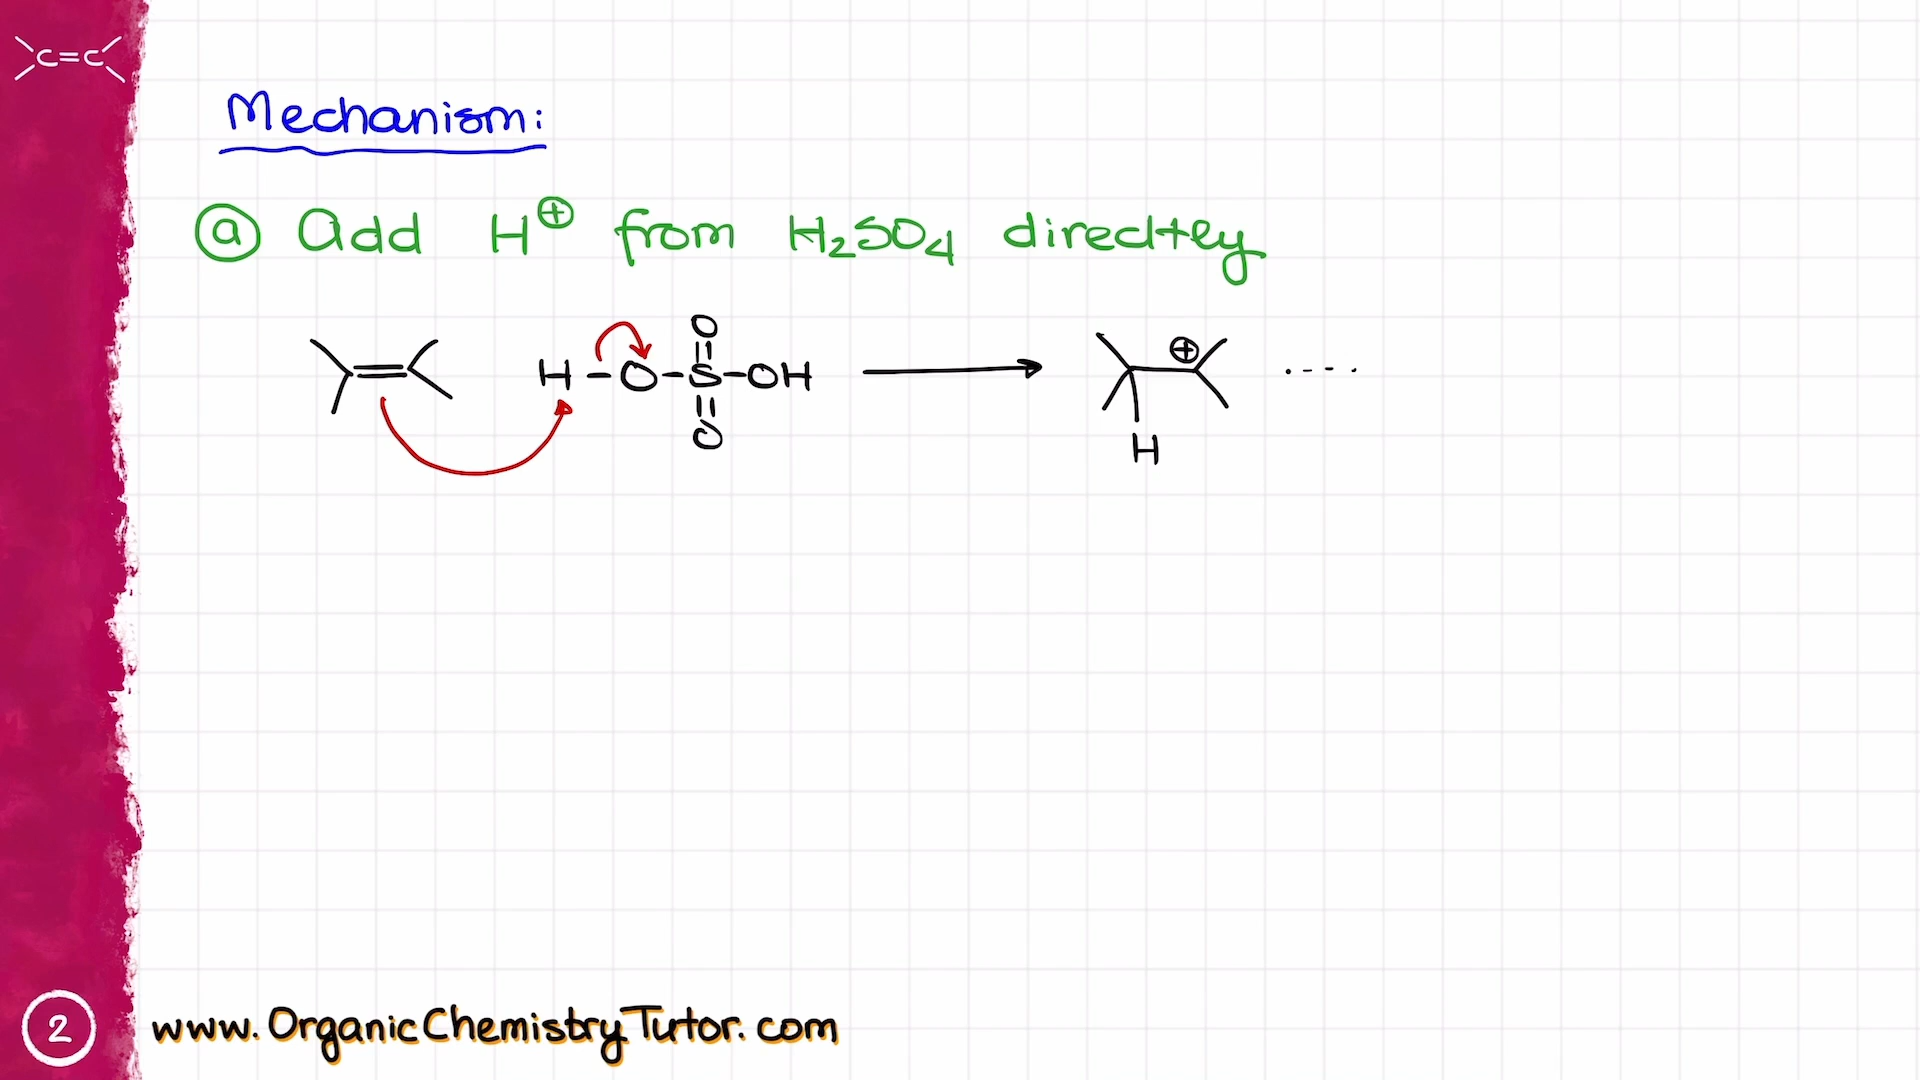 C=C
Mechanism:
ⓐ Add H⊕ from H₂SO₄ directley
O
H-O-S-OH
O
⊕
H
2
www.OrganicChemistryTutor.com